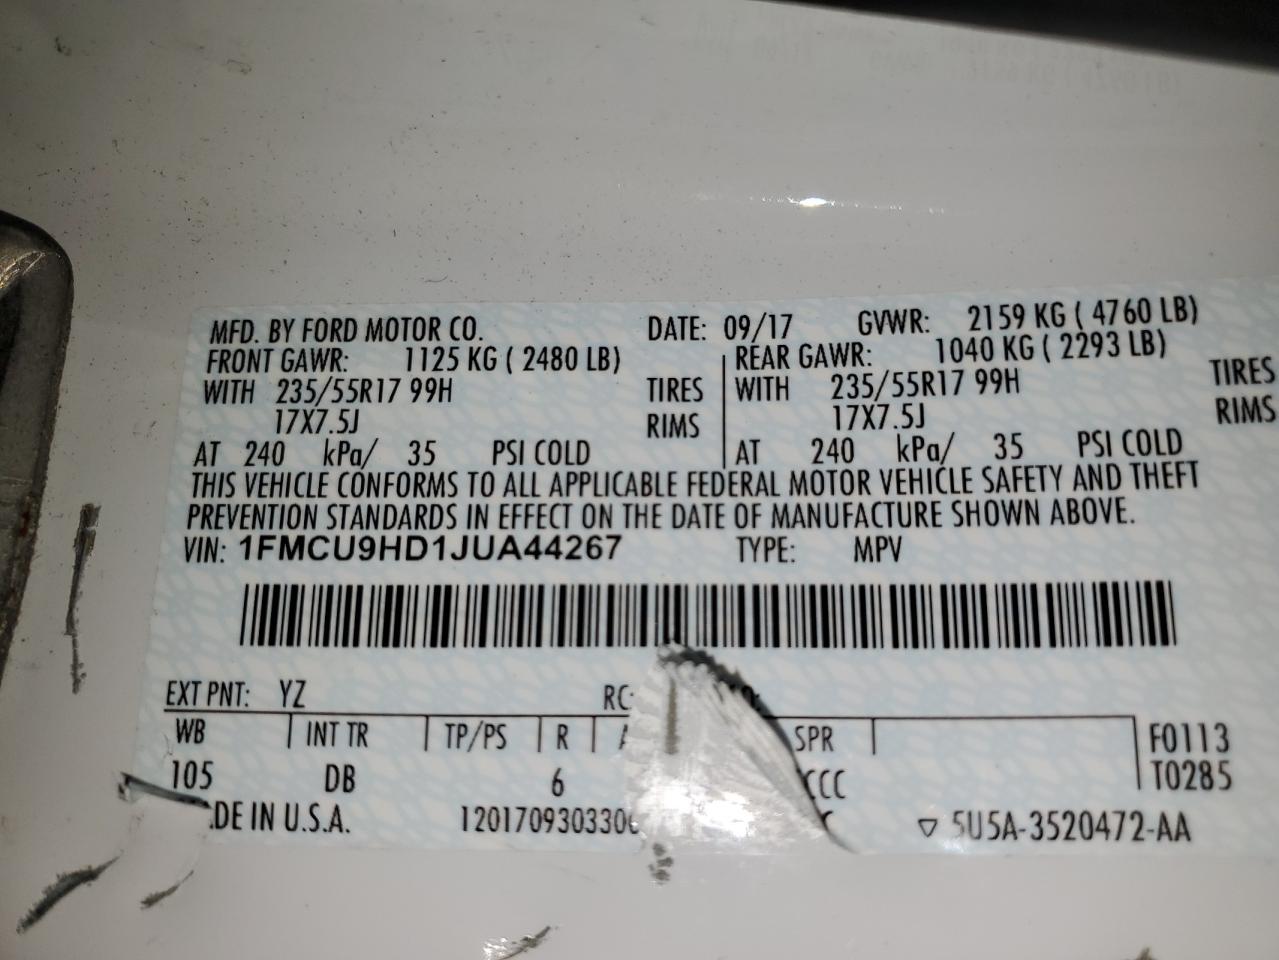 MFD. BY FORD MOTOR CO. DATE: 09/17 GVWR: 2159 KG ( 4760 LB)
FRONT GAWR: 1125 KG ( 2480 LB) REAR GAWR: 1040 KG ( 2293 LB)
WITH 235/55R17 99H TIRES WITH 235/55R17 99H TIRES
17X7.5J RIMS 17X7.5J RIMS
AT 240 kPa/ 35 PSI COLD AT 240 kPa/ 35 PSI COLD
THIS VEHICLE CONFORMS TO ALL APPLICABLE FEDERAL MOTOR VEHICLE SAFETY AND THEFT
PREVENTION STANDARDS IN EFFECT ON THE DATE OF MANUFACTURE SHOWN ABOVE.
VIN: 1FMCU9HD1JUA44267 TYPE: MPV
EXT PNT: YZ RC:
WB INT TR TP/PS R SPR F0113
105 DB 6 CCC T0285
DE IN U.S.A. 1201709303306 5U5A-3520472-AA